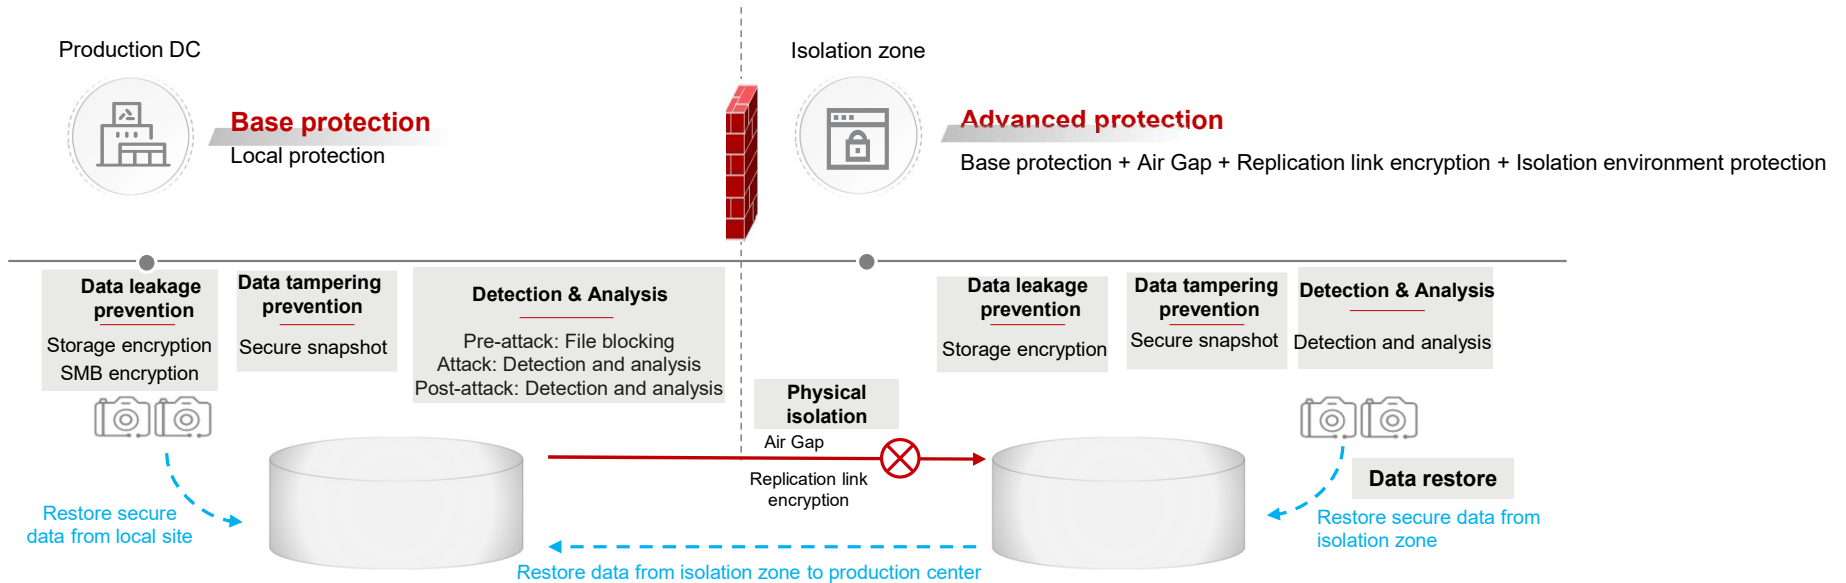 Production DC
Base protection
Local protection
Isolation zone
Advanced protection
Base protection + Air Gap + Replication link encryption + Isolation environment protection
Data leakage
prevention
Storage encryption
SMB encryption
Data tampering
prevention
Secure snapshot
Detection & Analysis
Pre-attack: File blocking
Attack: Detection and analysis
Post-attack: Detection and analysis
Physical
isolation
Air Gap
Replication link
encryption
Data leakage
prevention
Storage encryption
Data tampering
prevention
Secure snapshot
Detection & Analysis
Detection and analysis
Data restore
Restore secure
data from local site
Restore secure data from
isolation zone
Restore data from isolation zone to production center